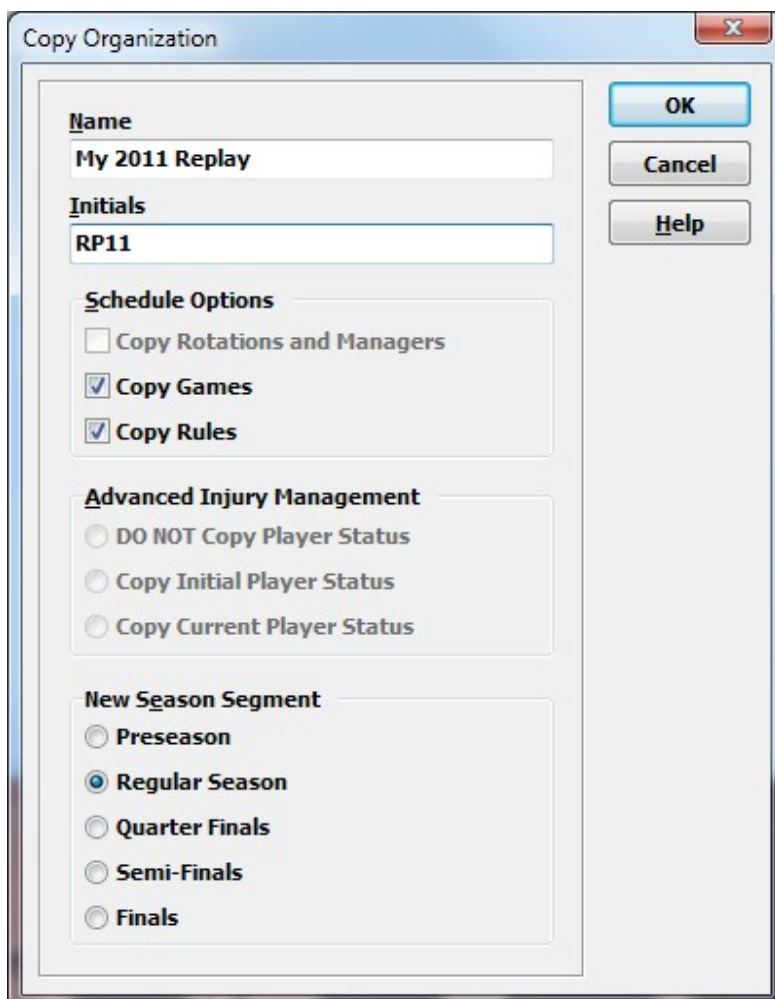 Copy Organization
Name
My 2011 Replay
Initials
RP11
Schedule Options
Copy Rotations and Managers
Copy Games
Copy Rules
Advanced Injury Management
DO NOT Copy Player Status
Copy Initial Player Status
Copy Current Player Status
New Season Segment
Preseason
Regular Season
Quarter Finals
Semi-Finals
Finals
OK
Cancel
Help